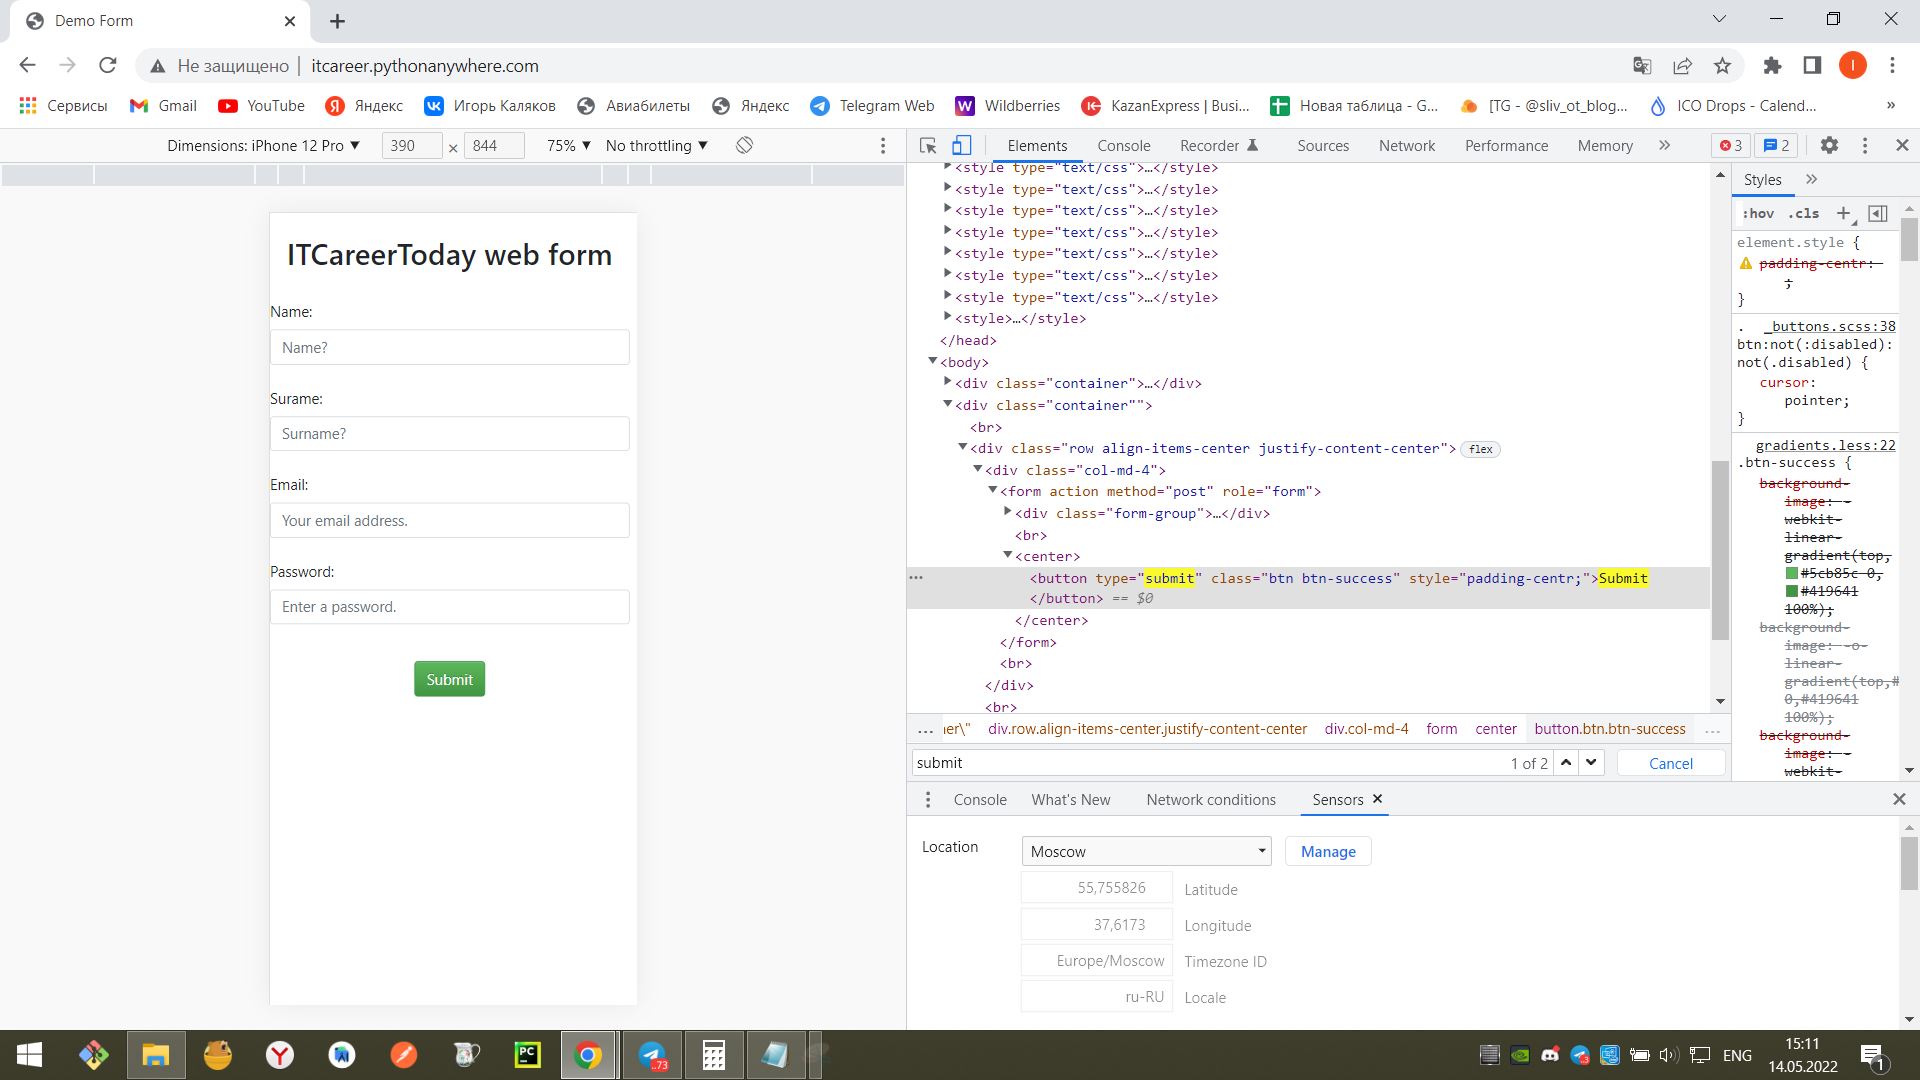 Demo Form
Не защищено
itcareer.pythonanywhere.com
I
Сервисы
Gmail
YouTube
Яндекс
Игорь Каляков
Авиабилеты
Яндекс
Telegram Web
Wildberries
KazanExpress | Busi...
Новая таблица - G...
[TG - @sliv_ot_blog...
ICO Drops - Calend...
»
Dimensions: iPhone 12 Pro ▼
390 × 844
75% ▼
No throttling ▼
ITCareerToday web form
Name:
Name?
Surame:
Surname?
Email:
Your email address.
Password:
Enter a password.
Submit
Elements
Console
Recorder
Sources
Network
Performance
Memory
»
3
2
<style type="text/css">…</style>
<style type="text/css">…</style>
<style type="text/css">…</style>
<style type="text/css">…</style>
<style type="text/css">…</style>
<style type="text/css">…</style>
<style type="text/css">…</style>
<style>…</style>
</head>
<body>
<div class="container">…</div>
<div class="container"">
<br>
<div class="row align-items-center justify-content-center"> flex
<div class="col-md-4">
<form action method="post" role="form">
<div class="form-group">…</div>
<br>
<center>
<button type="submit" class="btn btn-success" style="padding-centr;">Submit
</button> == $0
</center>
</form>
<br>
</div>
<br>
... ner\" div.row.align-items-center.justify-content-center div.col-md-4 form center button.btn.btn-success ...
submit
1 of 2
Cancel
Styles
»
:hov .cls +
element.style {
padding-centr:
;
}
. _buttons.scss:38
btn:not(:disabled):
not(.disabled) {
cursor:
pointer;
}
gradients.less:22
.btn-success {
background-
image: -
webkit-
linear-
gradient(top,
#5cb85c 0,
#419641
100%);
background-
image: -o-
linear-
gradient(top,#
0,#419641
100%);
background-
image: -
webkit-
Console
What's New
Network conditions
Sensors
Location
Moscow
Manage
55,755826 Latitude
37,6173 Longitude
Europe/Moscow Timezone ID
ru-RU Locale
PC
..73
3
ENG
15:11
14.05.2022
1